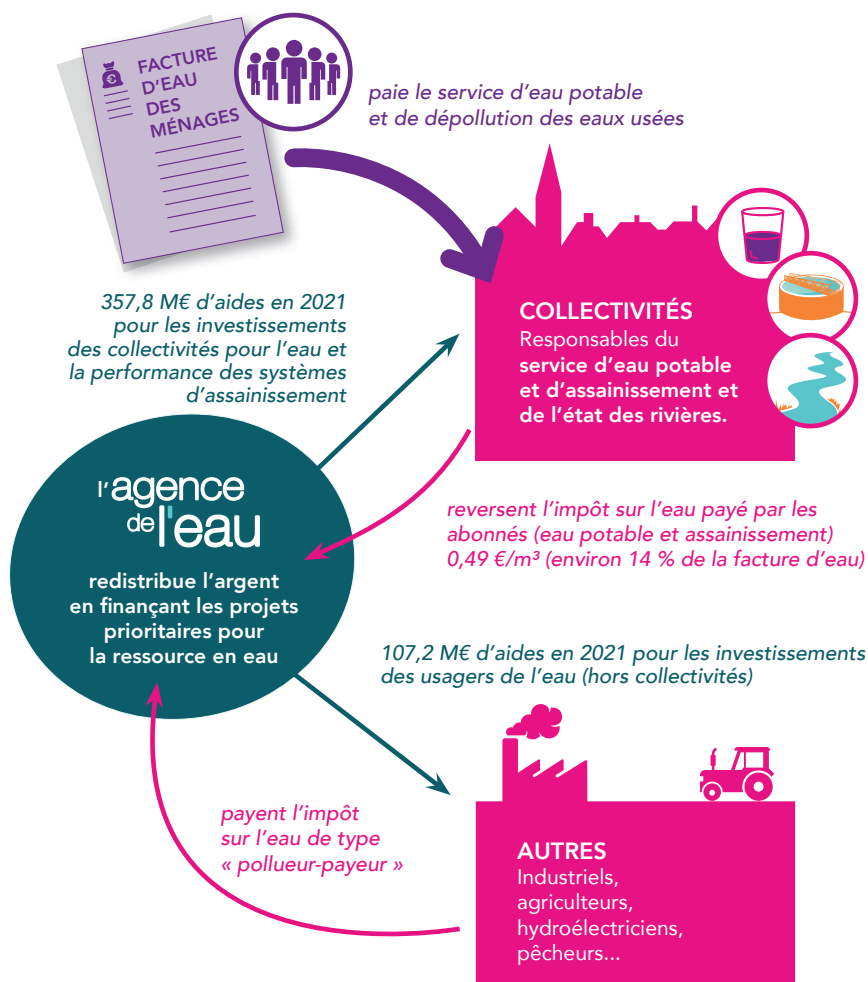 FACTURE
D'EAU
DES
MÉNAGES
€
paie le service d'eau potable
et de dépollution des eaux usées
357,8 M€ d'aides en 2021
pour les investissements
des collectivités pour l'eau et
la performance des systèmes
d'assainissement
COLLECTIVITÉS
Responsables du
service d'eau potable
et d'assainissement et
de l'état des rivières.
l'agence
de l'eau
redistribue l'argent
en finançant les projets
prioritaires pour
la ressource en eau
reversent l'impôt sur l'eau payé par les
abonnés (eau potable et assainissement)
0,49 €/m³ (environ 14 % de la facture d'eau)
107,2 M€ d'aides en 2021 pour les investissements
des usagers de l'eau (hors collectivités)
payent l'impôt
sur l'eau de type
« pollueur-payeur »
AUTRES
Industriels,
agriculteurs,
hydroélectriciens,
pêcheurs...